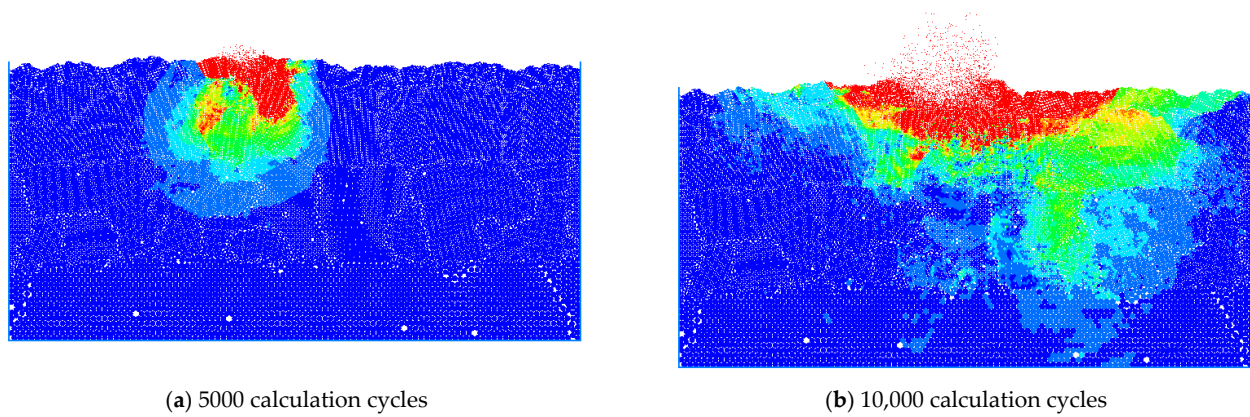 (a) 5000 calculation cycles
(b) 10,000 calculation cycles